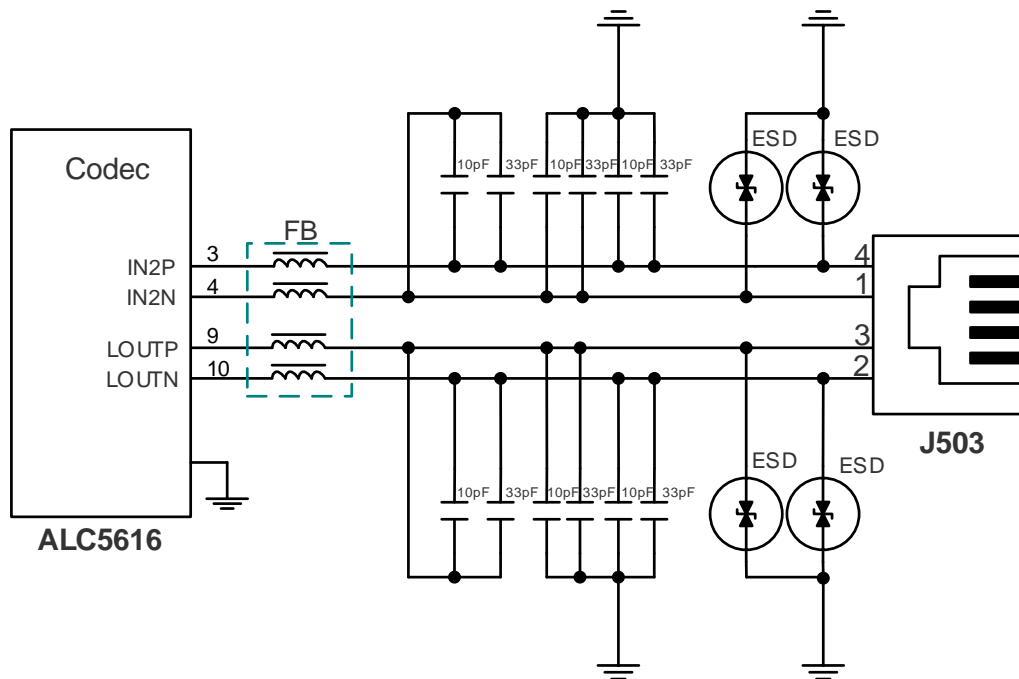 ESD
ESD
10pF 33pF 10pF 33pF 10pF 33pF
Codec
FB
IN2P 3 4
IN2N 4 1
LOUTP 9 3
LOUTN 10 2
J503
ESD
ESD
10pF 33pF 10pF 33pF 10pF 33pF
ALC5616